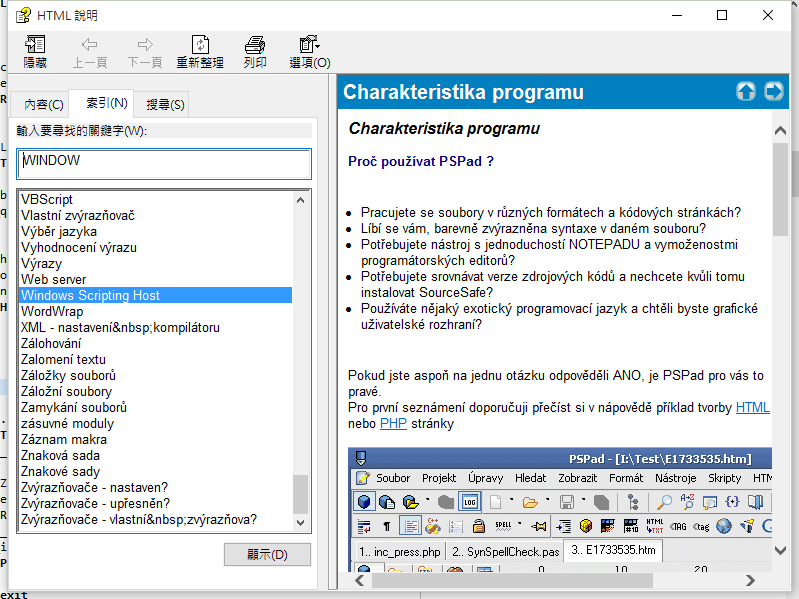 HTML 說明
隱藏 上一頁 下一頁 重新整理 列印 選項(O)
內容(C) 索引(N) 搜尋(S)
輸入要尋找的關鍵字(W):
WINDOW
VBScript
Vlastní zvýrazňovač
Výběr jazyka
Vyhodnocení výrazu
Výrazy
Web server
Windows Scripting Host
WordWrap
XML - nastavení&nbsp;kompilátoru
Zálohování
Zalomení textu
Záložky souborů
Záložní soubory
Zamykání souborů
zásuvné moduly
Záznam makra
Znaková sada
Znakové sady
Zvýrazňovače - nastaven?
Zvýrazňovače - upřesněn?
Zvýrazňovače - vlastní&nbsp;zvýrazňova?
顯示(D)
Charakteristika programu
Charakteristika programu
Proč používat PSPad ?
Pracujete se soubory v různých formátech a kódových stránkách?
Líbí se vám, barevně zvýrazněna syntaxe v daném souboru?
Potřebujete nástroj s jednoduchostí NOTEPADU a vymoženostmi
programátorských editorů?
Potřebujete srovnávat verze zdrojových kódů a nechcete kvůli tomu
instalovat SourceSafe?
Používáte nějaký exotický programovací jazyk a chtěli byste grafické
uživatelské rozhraní?
Pokud jste aspoň na jednu otázku odpověděli ANO, je PSPad pro vás to
pravé.
Pro první seznámení doporučuji přečíst si v nápovědě příklad tvorby HTML
nebo PHP stránky
PSPad - [I:\Test\E1733535.htm]
Soubor Projekt Úpravy Hledat Zobrazit Formát Nástroje Skripty HTM
LOG
SPELL HTML TXT TAG tag
1.. inc_press.php 2.. SynSpellCheck.pas 3.. E1733535.htm
0 10 20
exit